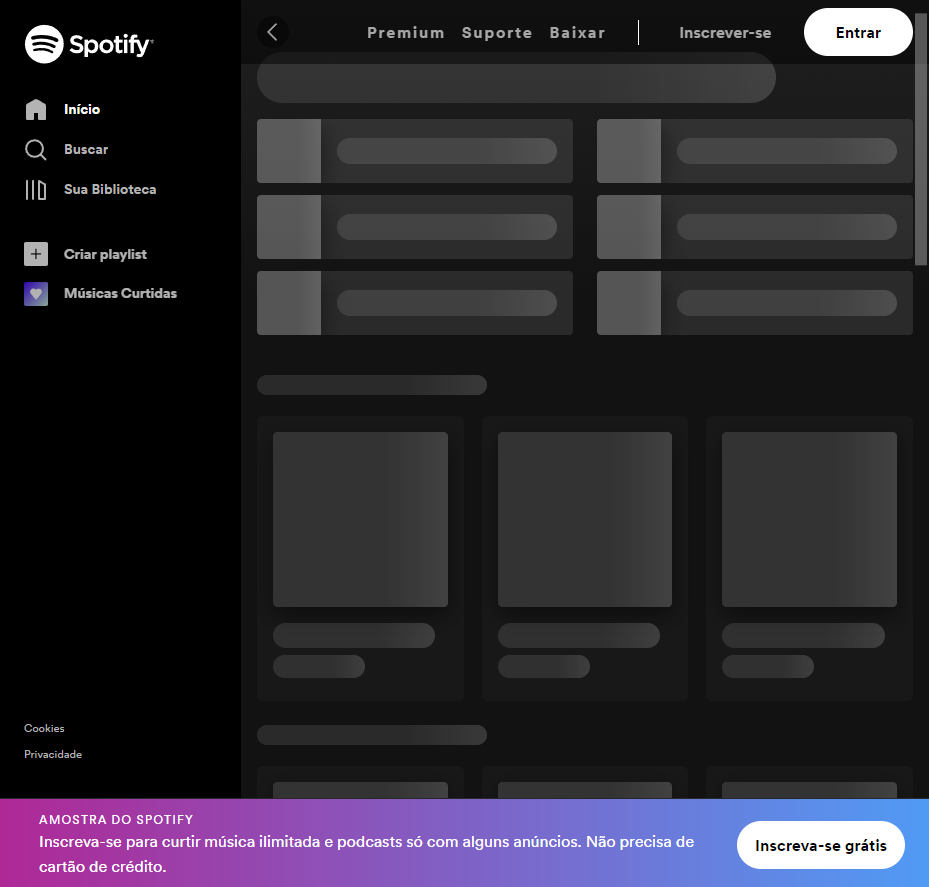 Spotify
Premium Suporte Baixar Inscrever-se Entrar
Início
Buscar
Sua Biblioteca
Criar playlist
Músicas Curtidas
Cookies
Privacidade
AMOSTRA DO SPOTIFY
Inscreva-se para curtir música ilimitada e podcasts só com alguns anúncios. Não precisa de
cartão de crédito.
Inscreva-se grátis